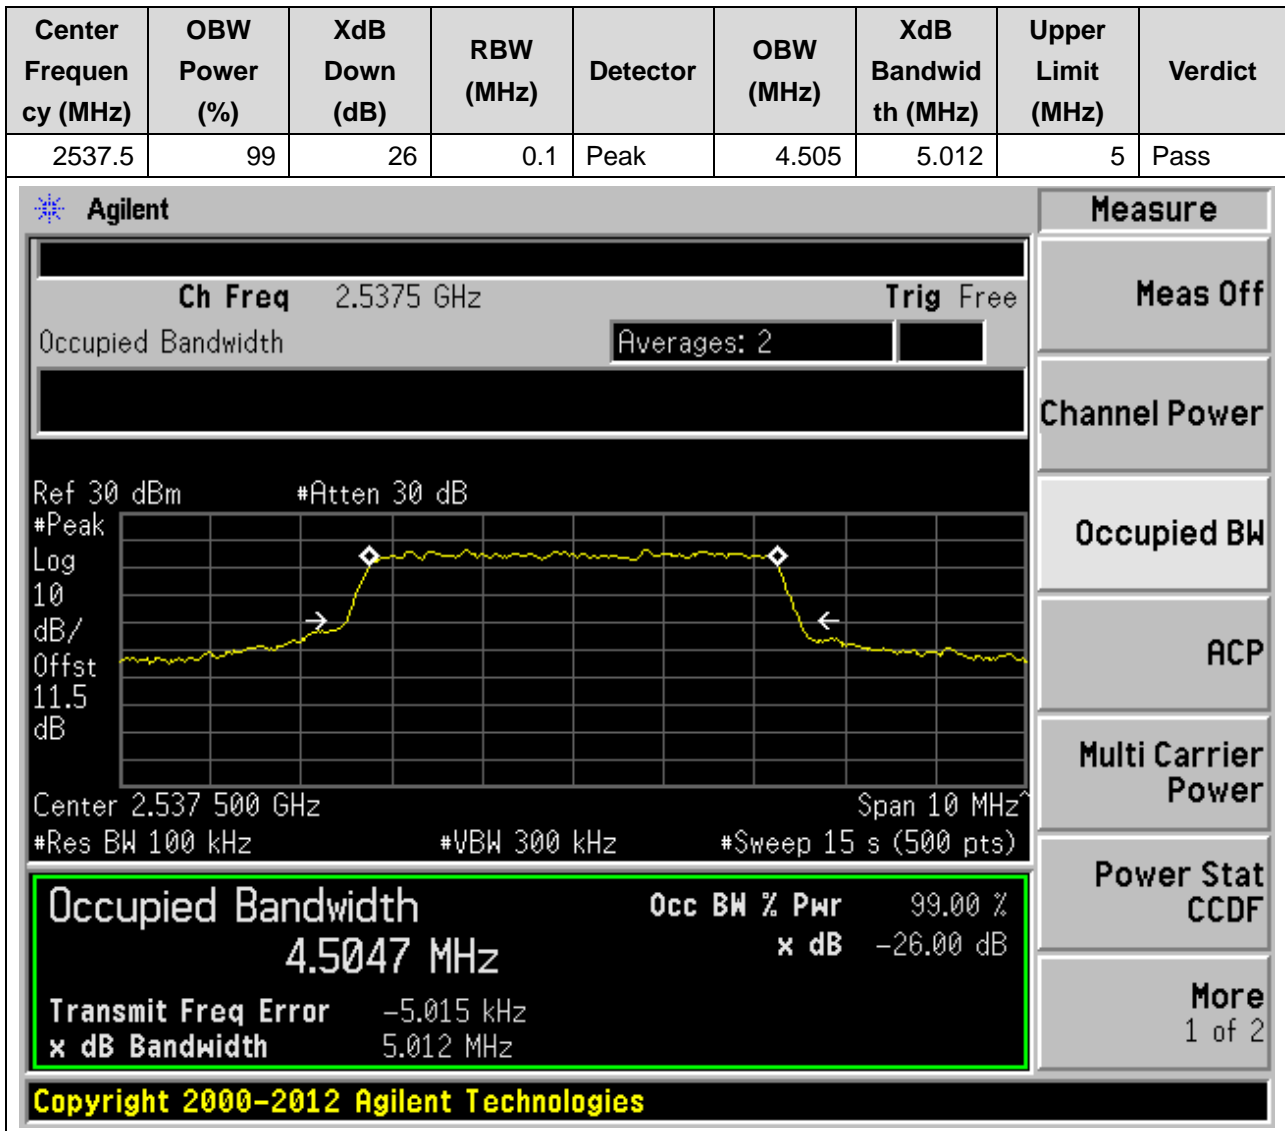 Center Frequen cy (MHz)
OBW Power (%)
XdB Down (dB)
RBW (MHz)
Detector
OBW (MHz)
XdB Bandwid th (MHz)
Upper Limit (MHz)
Verdict
2537.5 99 26 0.1 Peak 4.505 5.012 5 Pass
Agilent
Measure
Ch Freq 2.5375 GHz Trig Free
Meas Off
Occupied Bandwidth Averages: 2
Channel Power
Ref 30 dBm #Atten 30 dB
#Peak
Log
10
dB/
Offst
11.5
dB
Occupied BW
ACP
Multi Carrier
Power
Center 2.537 500 GHz Span 10 MHz^
#Res BW 100 kHz #VBW 300 kHz #Sweep 15 s (500 pts)
Power Stat
CCDF
Occupied Bandwidth
4.5047 MHz
Occ BW % Pwr 99.00 %
x dB -26.00 dB
Transmit Freq Error -5.015 kHz
x dB Bandwidth 5.012 MHz
More
1 of 2
Copyright 2000-2012 Agilent Technologies